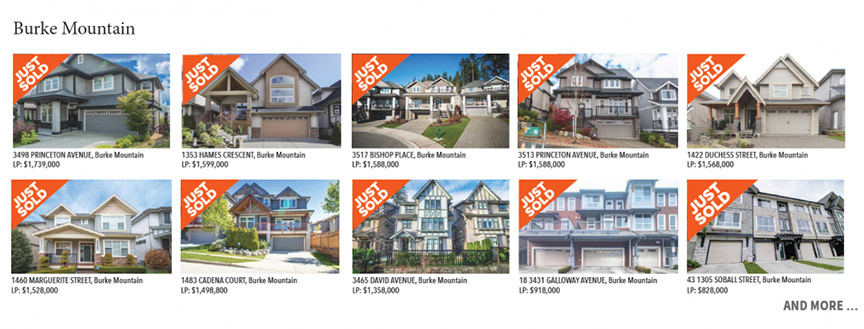 Burke Mountain
JUST SOLD
JUST SOLD
JUST SOLD
JUST SOLD
JUST SOLD
3498 PRINCETON AVENUE, Burke Mountain
LP: $1,739,000
1353 HAMES CRESCENT, Burke Mountain
LP: $1,599,000
3517 BISHOP PLACE, Burke Mountain
LP: $1,588,000
3513 PRINCETON AVENUE, Burke Mountain
LP: $1,588,000
1422 DUCHESS STREET, Burke Mountain
LP: $1,568,000
JUST SOLD
JUST SOLD
JUST SOLD
JUST SOLD
JUST SOLD
1460 MARGUERITE STREET, Burke Mountain
LP: $1,528,000
1483 CADENA COURT, Burke Mountain
LP: $1,498,800
3465 DAVID AVENUE, Burke Mountain
LP: $1,358,000
18 3431 GALLOWAY AVENUE, Burke Mountain
LP: $918,000
43 1305 SOBALL STREET, Burke Mountain
LP: $828,000
AND MORE ...